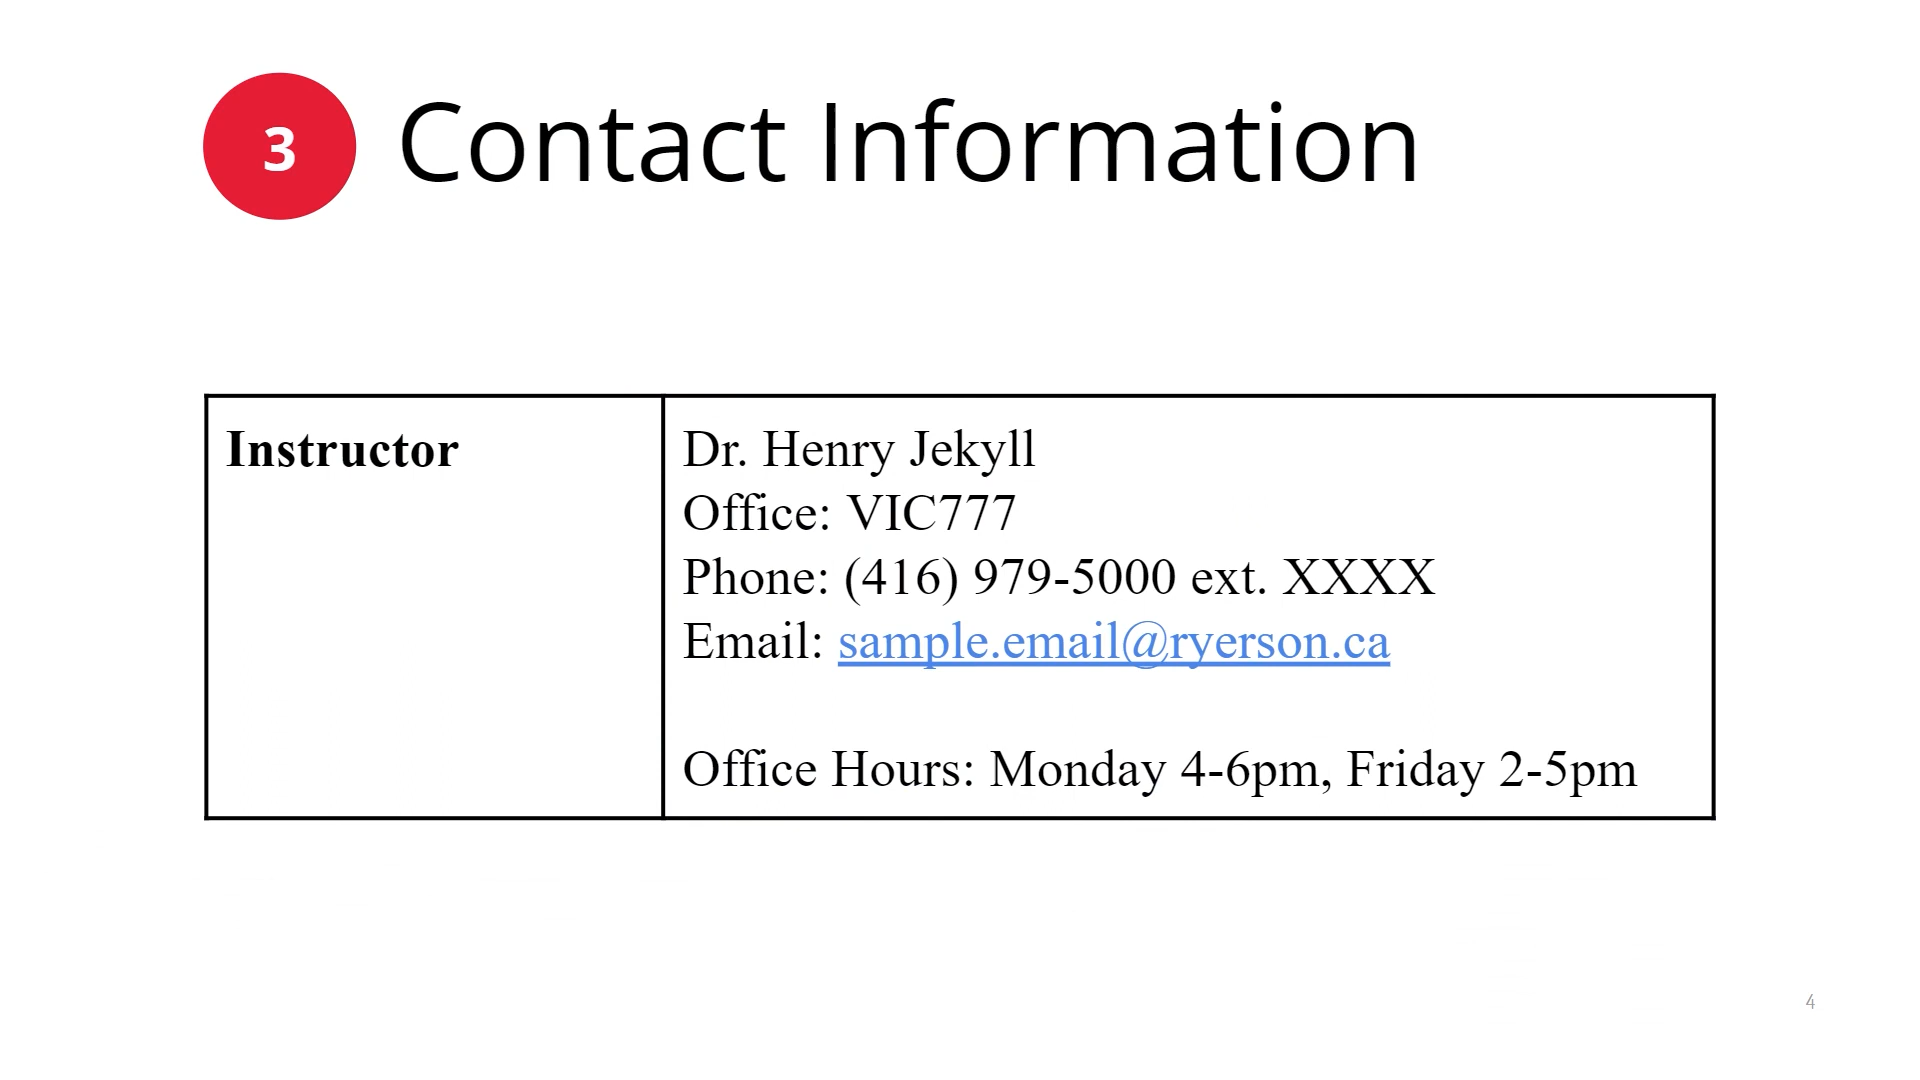 3
Contact Information
Instructor
Dr. Henry Jekyll
Office: VIC777
Phone: (416) 979-5000 ext. XXXX
Email: sample.email@ryerson.ca
Office Hours: Monday 4-6pm, Friday 2-5pm
4